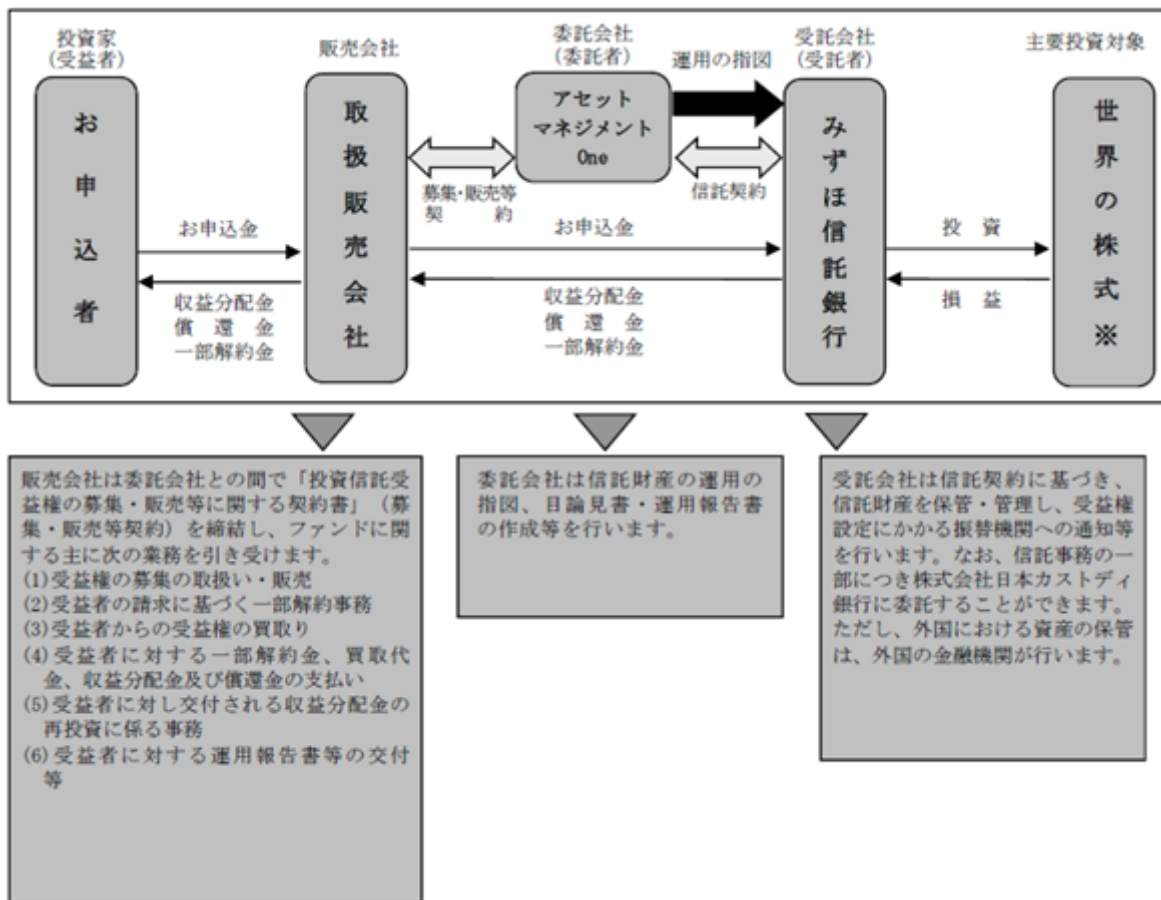 投資家
(受益者)
販売会社
委託会社
(委託者)
運用の指図
受託会社
(受託者)
主要投資対象
お申込者
取扱販売会社
アセット
マネジメント
One
みずほ信託銀行
世界の株式※
募集・販売等
契約
信託契約
お申込金
お申込金
投資
収益分配金
償還金
一部解約金
収益分配金
償還金
一部解約金
損益
販売会社は委託会社との間で「投資信託受
益権の募集・販売等に関する契約書」（募
集・販売等契約）を締結し、ファンドに関
する主に次の業務を引き受けます。
(1)受益権の募集の取扱い・販売
(2)受益者の請求に基づく一部解約事務
(3)受益者からの受益権の買取り
(4)受益者に対する一部解約金、買取代
金、収益分配金及び償還金の支払い
(5)受益者に対し交付される収益分配金の
再投資に係る事務
(6)受益者に対する運用報告書等の交付
等
委託会社は信託財産の運用の
指図、目論見書・運用報告書
の作成等を行います。
受託会社は信託契約に基づき、
信託財産を保管・管理し、受益権
設定にかかる振替機関への通知等
を行います。なお、信託事務の一
部につき株式会社日本カストディ
銀行に委託することができます。
ただし、外国における資産の保管
は、外国の金融機関が行います。